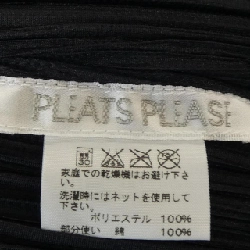 PLEATS PLEASE
家庭での乾燥機はお避け下さい。
洗濯時にはネットを使用して下さい。
ポリエステル 100%
部分使い 綿 100%